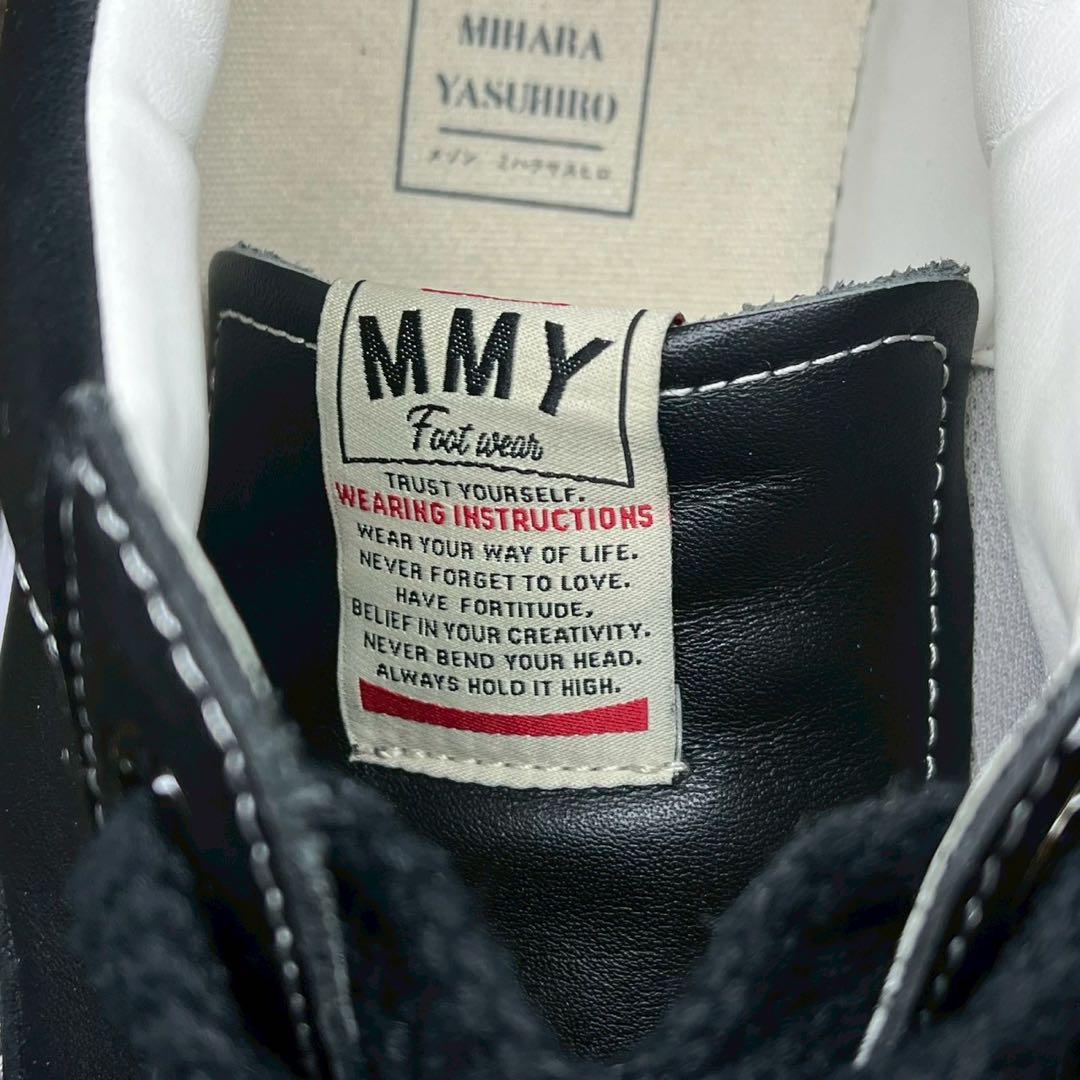 MIHARA
YASUHIRO
メゾン ミハラヤスヒロ
MMY
Foot wear
TRUST YOURSELF.
WEARING INSTRUCTIONS
WEAR YOUR WAY OF LIFE.
NEVER FORGET TO LOVE.
HAVE FORTITUDE,
BELIEF IN YOUR CREATIVITY.
NEVER BEND YOUR HEAD.
ALWAYS HOLD IT HIGH.